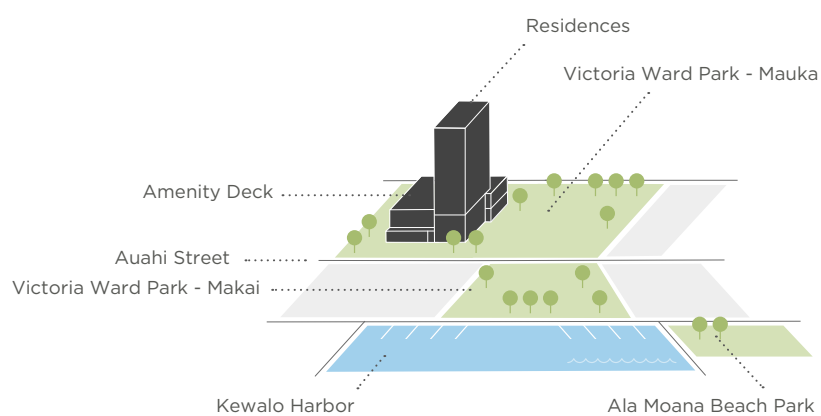 Residences
Victoria Ward Park - Mauka
Amenity Deck
Auahi Street
Victoria Ward Park - Makai
Kewalo Harbor
Ala Moana Beach Park